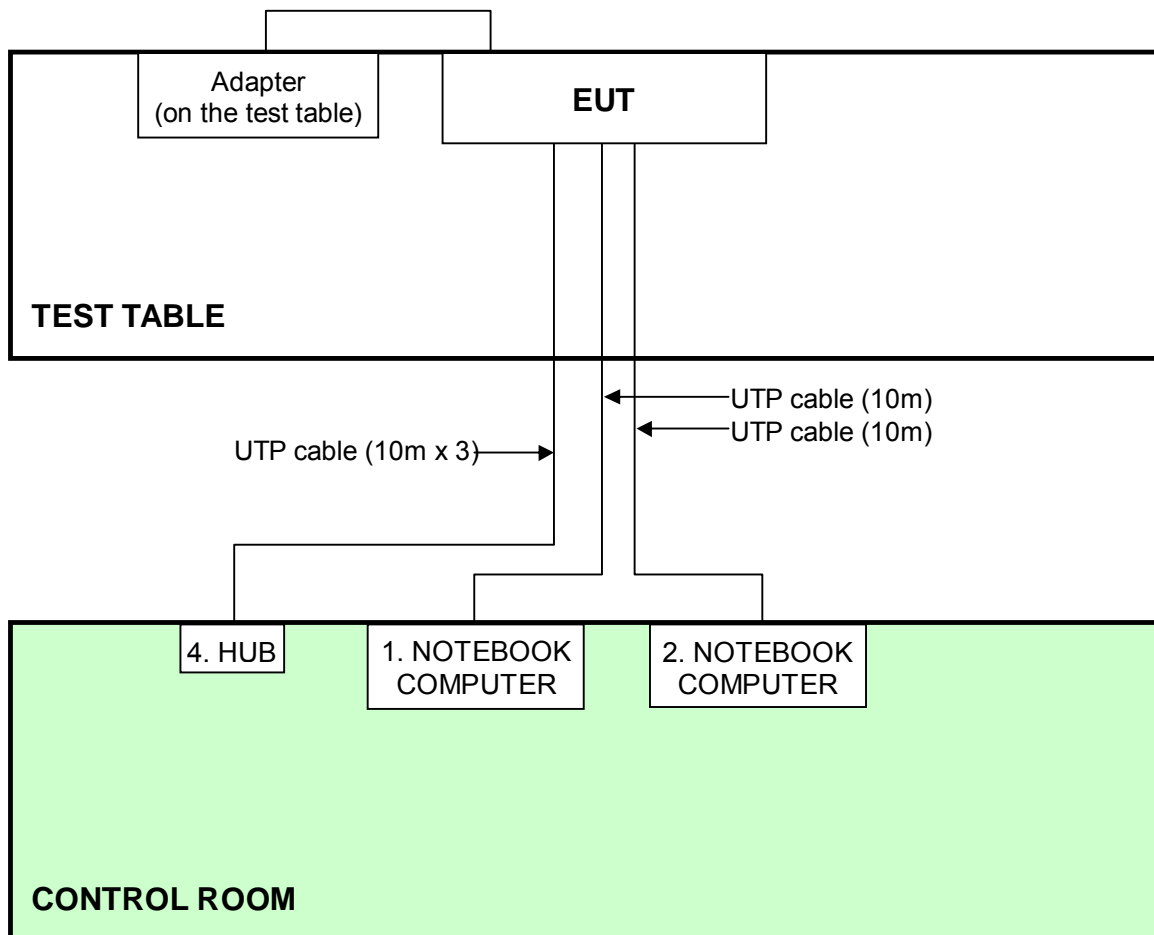 Adapter
(on the test table)
EUT
TEST TABLE
UTP cable (10m)
UTP cable (10m)
UTP cable (10m x 3)
4. HUB
1. NOTEBOOK
COMPUTER
2. NOTEBOOK
COMPUTER
CONTROL ROOM